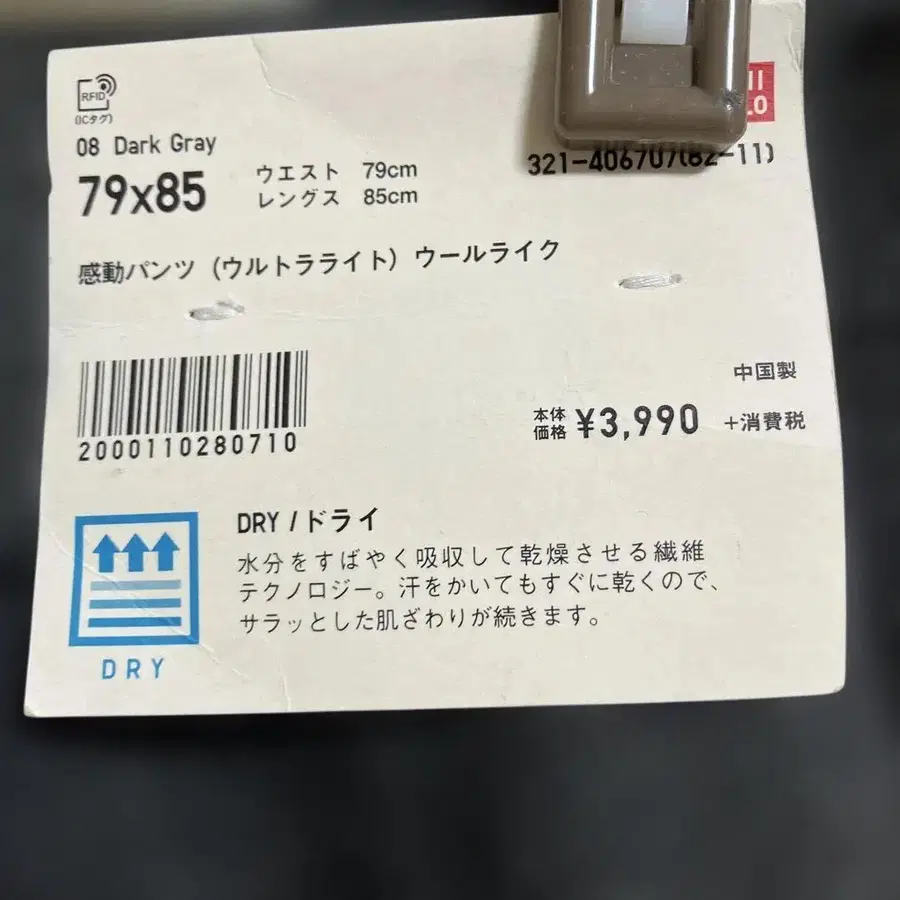 RFID
(ICタグ)
08 Dark Gray
79x85
ウエスト 79cm
レングス 85cm
321-406707(82-11)
感動パンツ（ウルトラライト）ウールライク
2000110280710
中国製
本体価格 ¥3,990 +消費税
DRY
DRY / ドライ
水分をすばやく吸収して乾燥させる繊維
テクノロジー。汗をかいてもすぐに乾くので、
サラッとした肌ざわりが続きます。